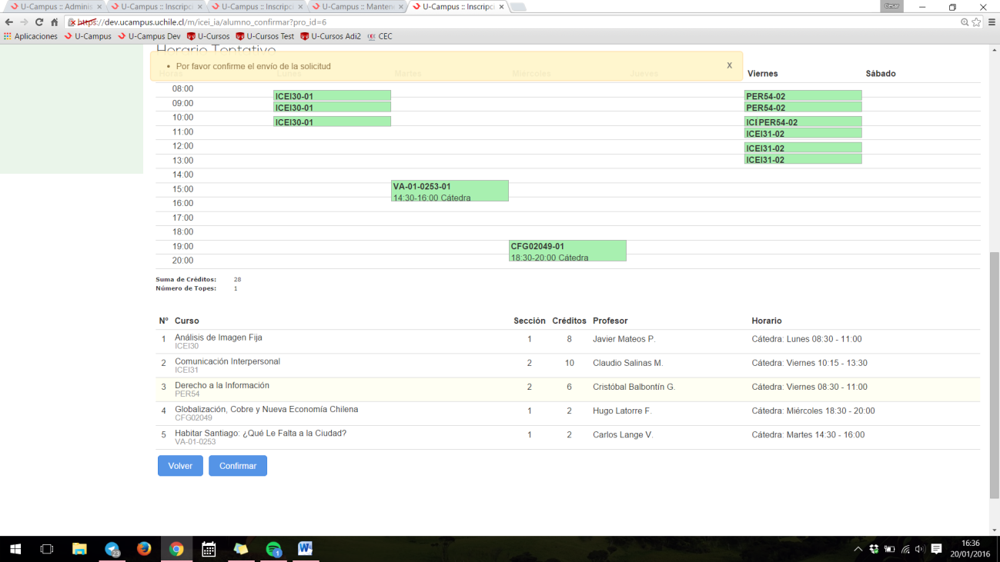 U-Campus :: Adminis
U-Campus :: Inscripci
U-Campus :: Inscripci
U-Campus :: Manten
U-Campus :: Inscripci
Cesar
https://dev.ucampus.uchile.cl/m/icei_ia/alumno_confirmar?pro_id=6
Aplicaciones U-Campus U-Campus Dev U-Cursos U-Cursos Test U-Cursos Adi2 CEC
Horario Tentativo
Por favor confirme el envío de la solicitud X
Horas Lunes Martes Miércoles Jueves Viernes Sábado
08:00
ICEI30-01 PER54-02
09:00
ICEI30-01 PER54-02
10:00
ICEI30-01 ICI PER54-02
11:00
ICEI31-02
12:00
ICEI31-02
13:00
ICEI31-02
14:00
15:00
VA-01-0253-01
14:30-16:00 Cátedra
16:00
17:00
18:00
19:00
CFG02049-01
18:30-20:00 Cátedra
20:00
Suma de Créditos: 28
Número de Topes: 1
Nº Curso Sección Créditos Profesor Horario
1 Análisis de Imagen Fija 1 8 Javier Mateos P. Cátedra: Lunes 08:30 - 11:00
ICEI30
2 Comunicación Interpersonal 2 10 Claudio Salinas M. Cátedra: Viernes 10:15 - 13.30
ICEI31
3 Derecho a la Información 2 6 Cristóbal Balbontín G. Cátedra: Viernes 08:30 - 11:00
PER54
4 Globalización, Cobre y Nueva Economía Chilena 1 2 Hugo Latorre F. Cátedra: Miércoles 18:30 - 20:00
CFG02049
5 Habitar Santiago: ¿Qué Le Falta a la Ciudad? 1 2 Carlos Lange V. Cátedra: Martes 14:30 - 16:00
VA-01-0253
Volver Confirmar
23
1
16:36
20/01/2016